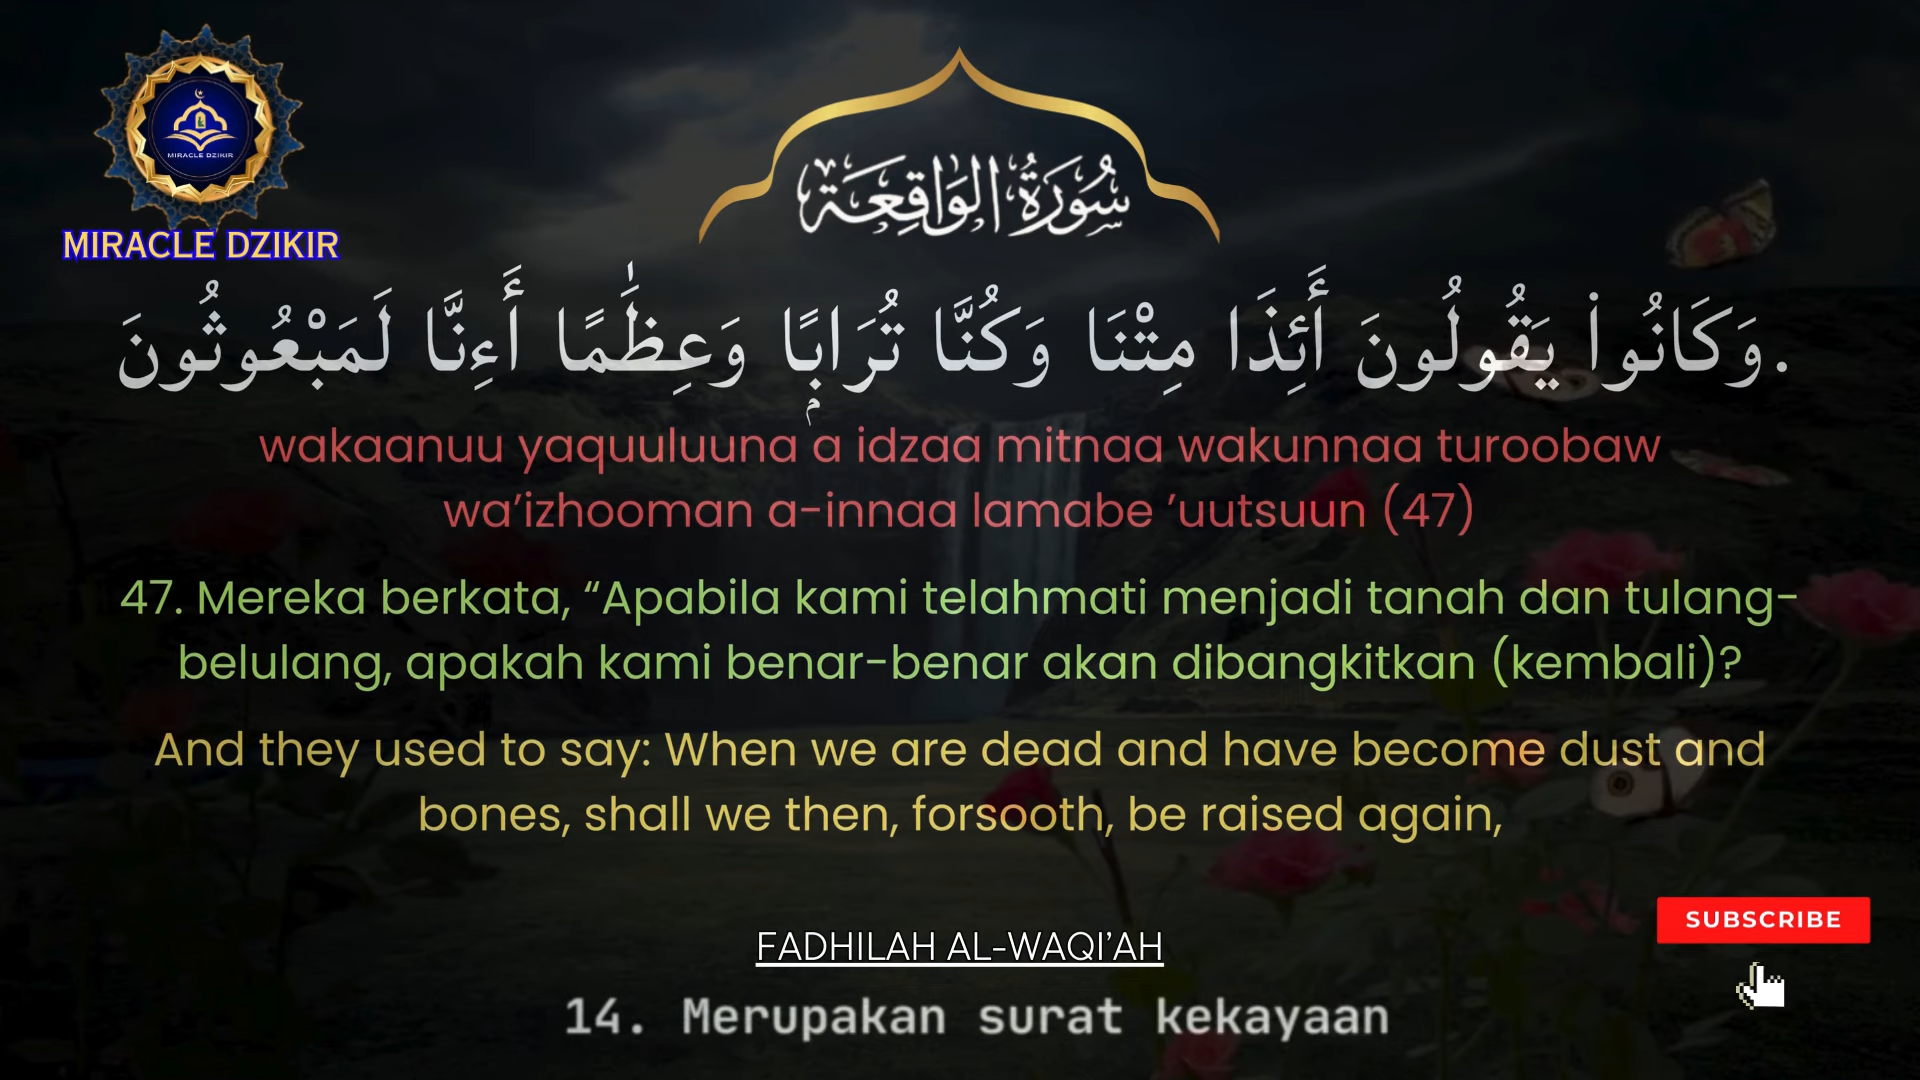 MIRACLE DZIKIR
MIRACLE DZIKIR
سُورَةُ الوَاقِعَة
وَكَانُوا۟ يَقُولُونَ أَئِذَا مِتْنَا وَكُنَّا تُرَابًۭا وَعِظَٰمًا أَءِنَّا لَمَبْعُوثُونَ.
wakaanuu yaquuluuna a idzaa mitnaa wakunnaa turoobaw
wa’izhooman a-innaa lamabe ’uutsuun (47)
47. Mereka berkata, “Apabila kami telahmati menjadi tanah dan tulang-
belulang, apakah kami benar-benar akan dibangkitkan (kembali)?
And they used to say: When we are dead and have become dust and
bones, shall we then, forsooth, be raised again,
SUBSCRIBE
FADHILAH AL-WAQI’AH
14. Merupakan surat kekayaan